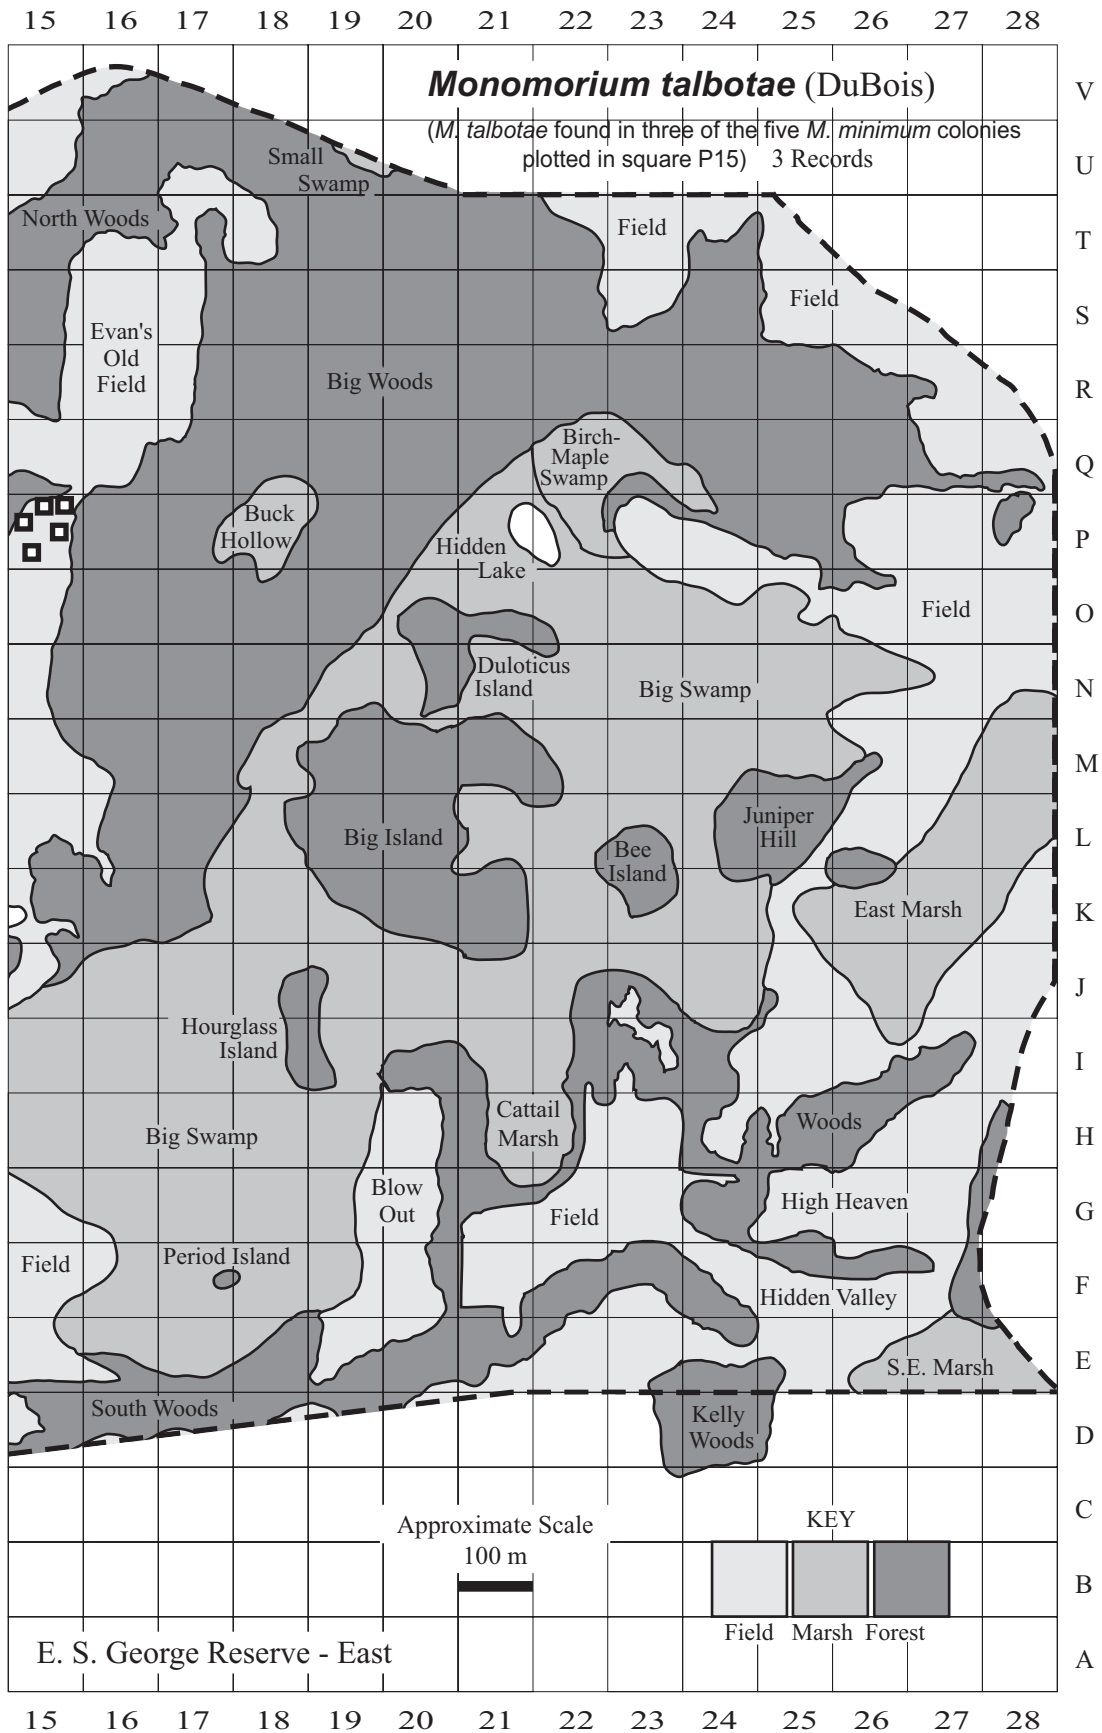 15 16 17 18 19 20 21 22 23 24 25 26 27 28
Monomorium talbotae (DuBois)
V
(M. talbotae found in three of the five M. minimum colonies
plotted in square P15) 3 Records
Small
Swamp
U
North Woods
Field
T
Field
S
Evan's
Old
Field
Big Woods
R
Birch-
Maple
Swamp
Q
Buck
Hollow
Hidden
Lake
P
Field
O
Duloticus
Island
Big Swamp
N
M
Big Island
Juniper
Hill
Bee
Island
L
East Marsh
K
J
Hourglass
Island
I
Cattail
Marsh
Woods
Big Swamp
H
Blow
Out
Field
High Heaven
G
Field
Period Island
Hidden Valley
F
S.E. Marsh
E
South Woods
Kelly
Woods
D
Approximate Scale
100 m
KEY
C
B
Field Marsh Forest
E. S. George Reserve - East
A
15 16 17 18 19 20 21 22 23 24 25 26 27 28